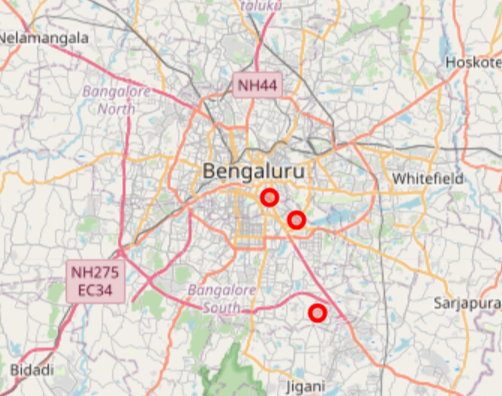 taluku
Nelamangala
Hoskote
NH44
Bangalore
North
Bengaluru
Whitefield
NH275
EC34
Bangalore
South
Sarjapura
Bidadi
Jigani